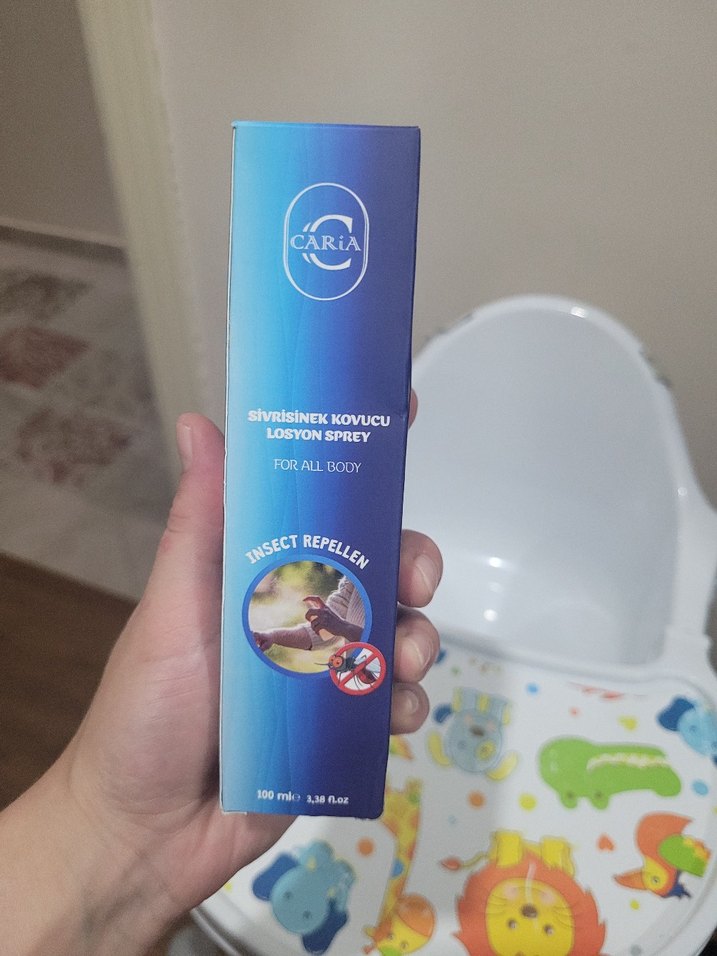 C
CARiA
SİVRİSİNEK KOVUCU
LOSYON SPREY
FOR ALL BODY
INSECT REPELLEN
100 ml℮ 3,38 fl.oz